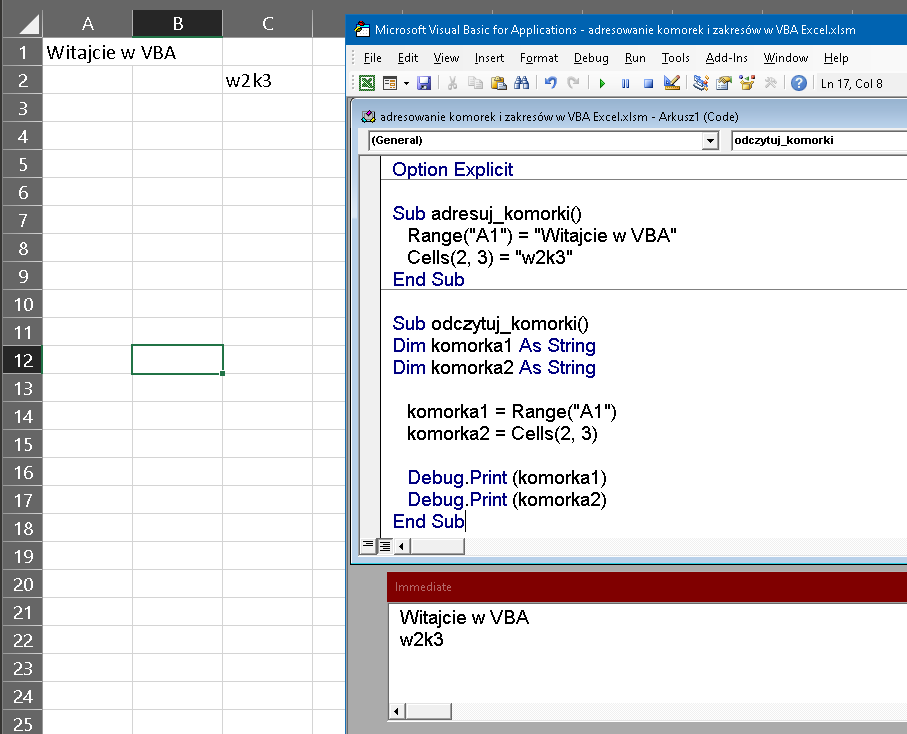 A B C
1 Witajcie w VBA
2 w2k3
3
4
5
6
7
8
9
10
11
12
13
14
15
16
17
18
19
20
21
22
23
24
25
Microsoft Visual Basic for Applications - adresowanie komorek i zakresów w VBA Excel.xlsm
File Edit View Insert Format Debug Run Tools Add-Ins Window Help
Ln 17, Col 8
adresowanie komorek i zakresów w VBA Excel.xlsm - Arkusz1 (Code)
(General) odczytuj_komorki
Option Explicit
Sub adresuj_komorki()
Range("A1") = "Witajcie w VBA"
Cells(2, 3) = "w2k3"
End Sub
Sub odczytuj_komorki()
Dim komorka1 As String
Dim komorka2 As String
komorka1 = Range("A1")
komorka2 = Cells(2, 3)
Debug.Print (komorka1)
Debug.Print (komorka2)
End Sub
Immediate
Witajcie w VBA
w2k3